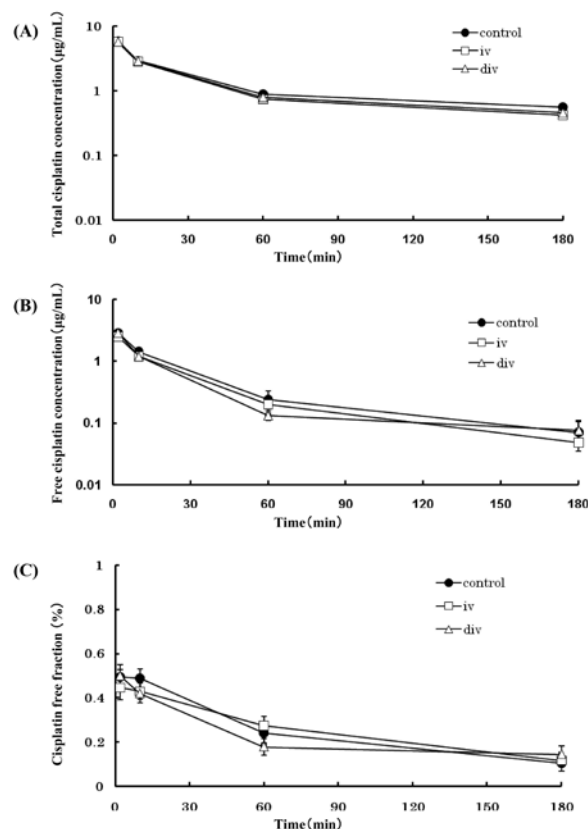 (A)
Total cisplatin concentration (μg/mL)
10
1
0.1
0.01
control
iv
div
0 30 60 90 120 150 180
Time(min)
(B)
Free cisplatin concentration (μg/mL)
10
1
0.1
0.01
control
iv
div
0 30 60 90 120 150 180
Time(min)
(C)
Cisplatin free fraction (%)
1
0.8
0.6
0.4
0.2
0
control
iv
div
0 30 60 90 120 150 180
Time(min)